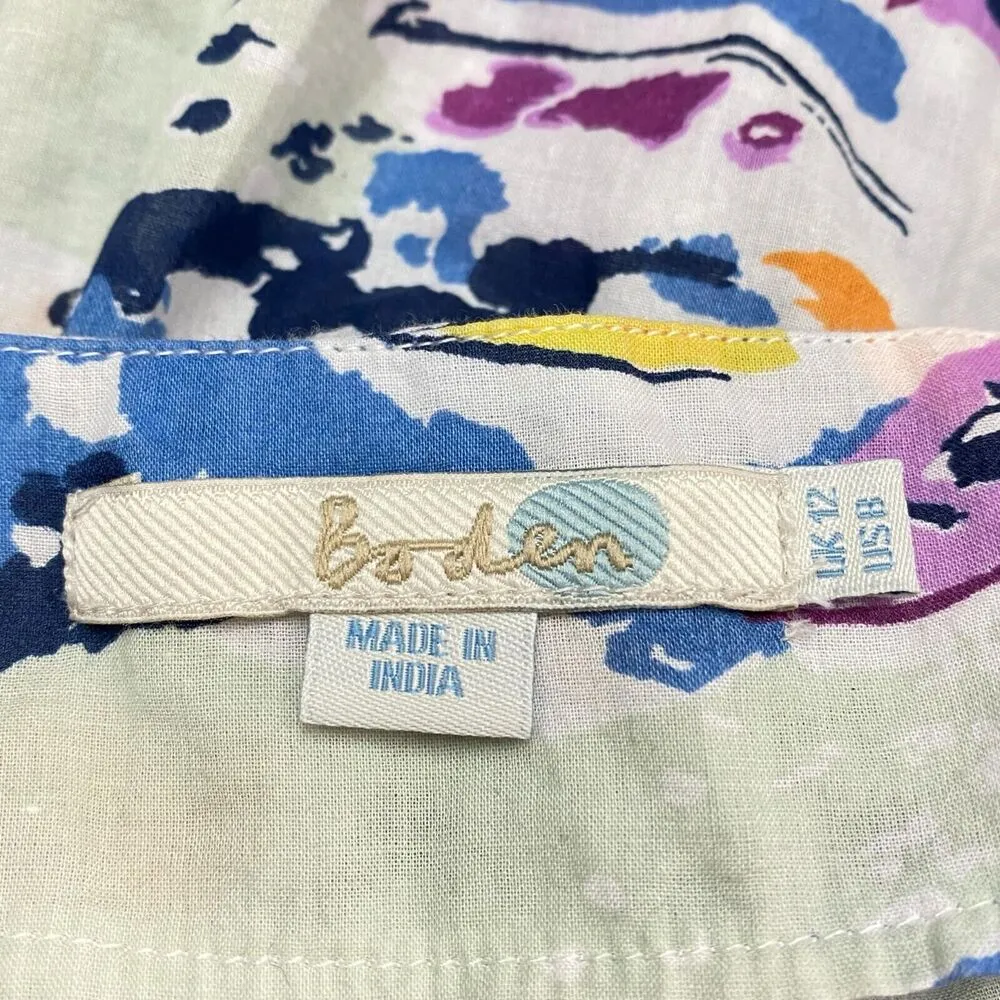 Boden
UK 12
US 8
MADE IN
INDIA